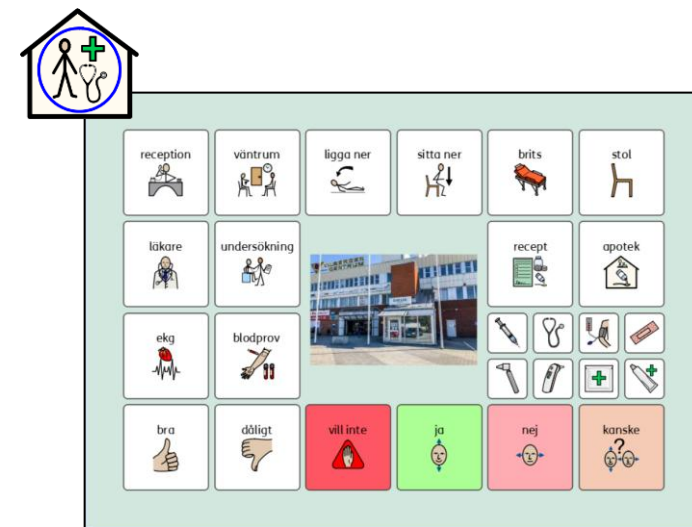 reception
väntrum
ligga ner
sitta ner
brits
stol
läkare
undersökning
recept
apotek
ekg
blodprov
bra
dåligt
vill inte
ja
nej
kanske